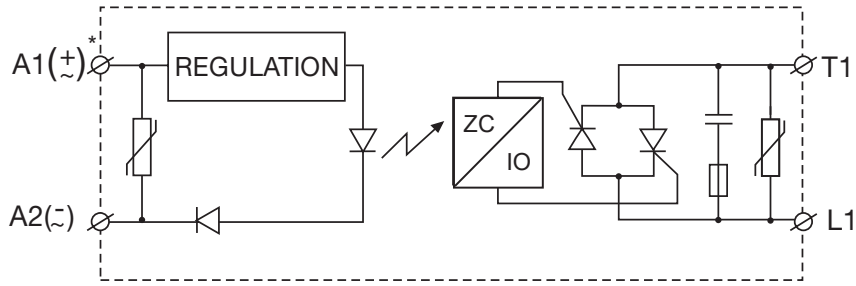 A1(+~)*
REGULATION
T1
ZC
IO
A2(-~)
L1